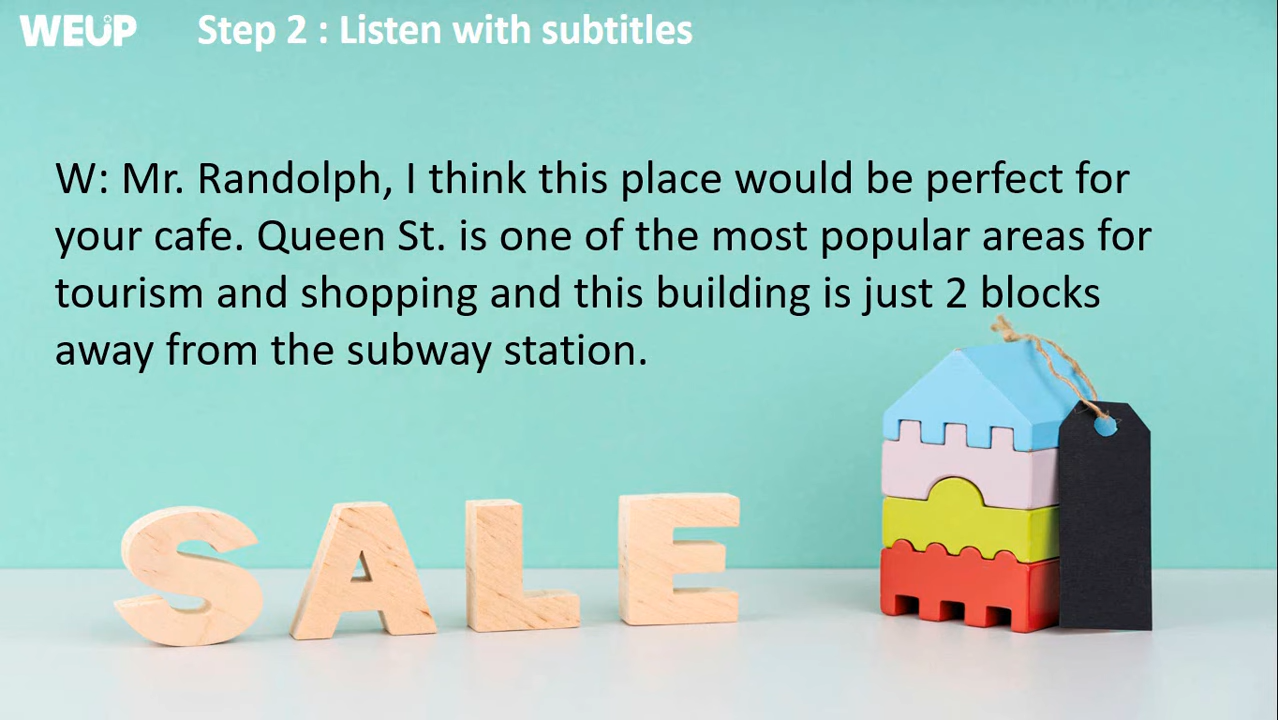 WEUP
Step 2 : Listen with subtitles
W: Mr. Randolph, I think this place would be perfect for
your cafe. Queen St. is one of the most popular areas for
tourism and shopping and this building is just 2 blocks
away from the subway station.
SALE